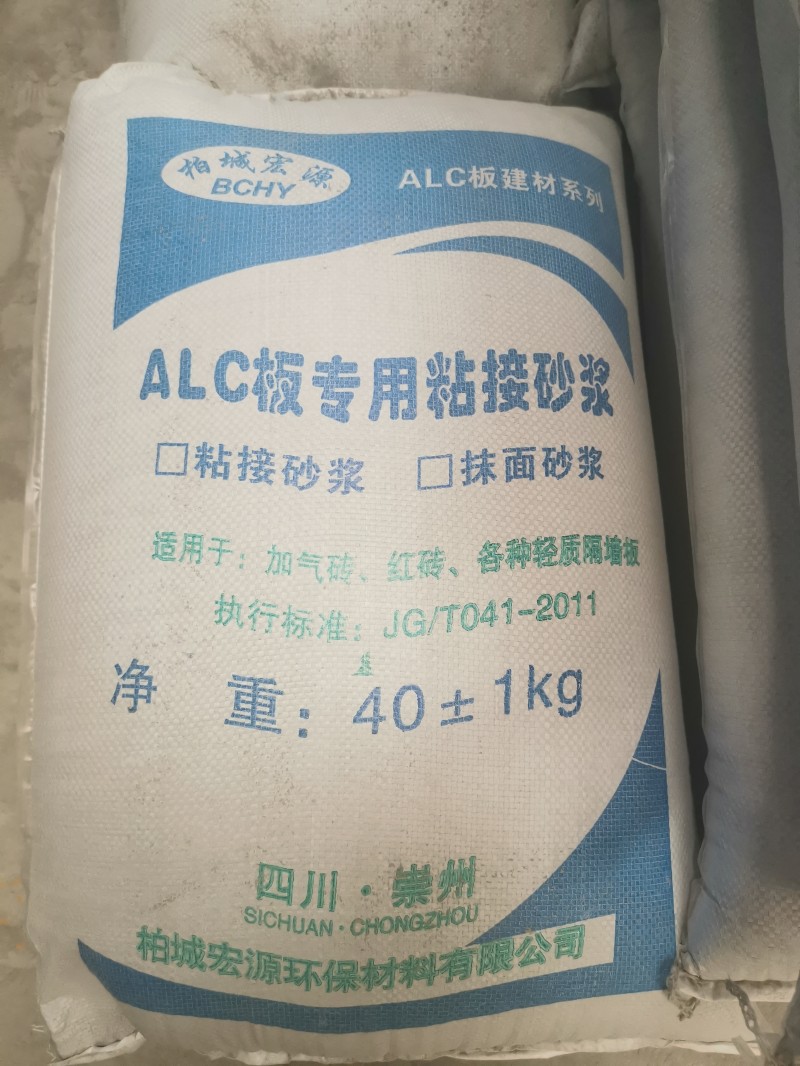 柏城宏源
BCHY
ALC板建材系列
ALC板专用粘接砂浆
□粘接砂浆 □抹面砂浆
适用于：加气砖、红砖、各种轻质隔墙板
执行标准：JG/T041-2011
净 重：40±1kg
四川·崇州
SICHUAN·CHONGZHOU
柏城宏源环保材料有限公司